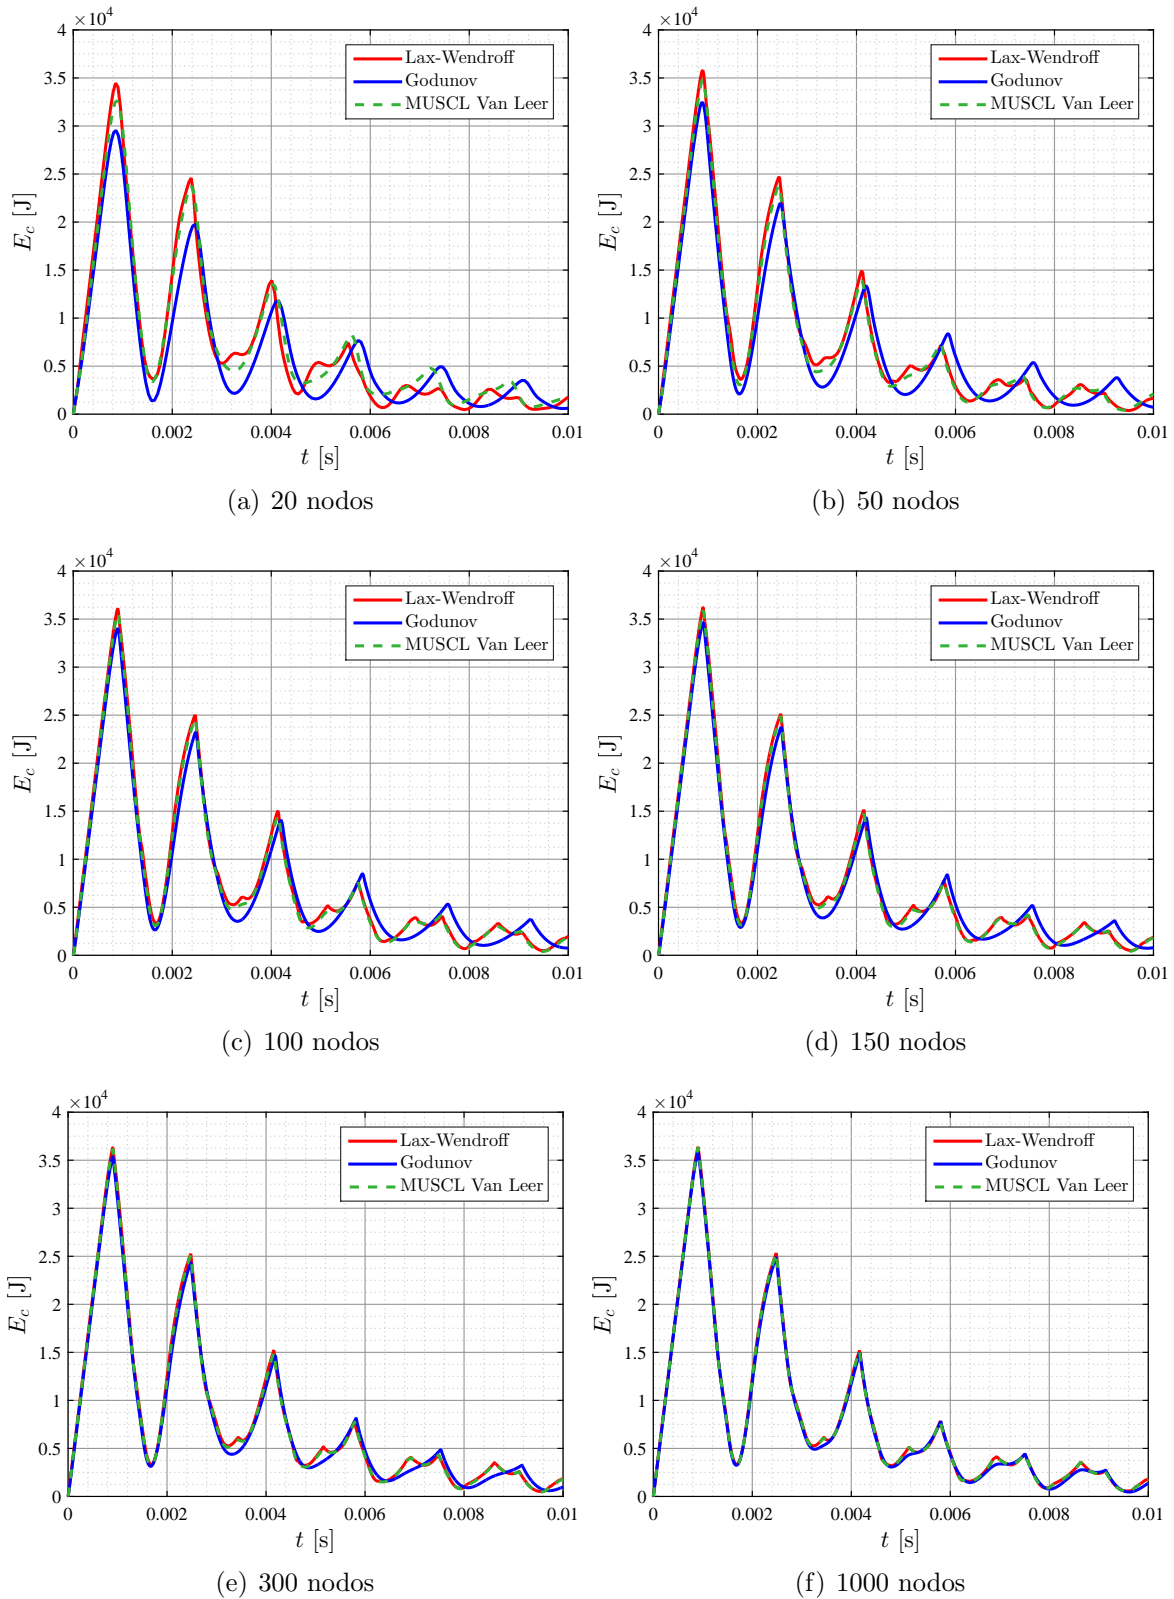 ×10⁴
4
3.5
3
2.5
2
1.5
1
0.5
0
E_c [J]
Lax-Wendroff
Godunov
MUSCL Van Leer
0 0.002 0.004 0.006 0.008 0.01
t [s]
(a) 20 nodos
×10⁴
4
3.5
3
2.5
2
1.5
1
0.5
0
E_c [J]
Lax-Wendroff
Godunov
MUSCL Van Leer
0 0.002 0.004 0.006 0.008 0.01
t [s]
(b) 50 nodos
×10⁴
4
3.5
3
2.5
2
1.5
1
0.5
0
E_c [J]
Lax-Wendroff
Godunov
MUSCL Van Leer
0 0.002 0.004 0.006 0.008 0.01
t [s]
(c) 100 nodos
×10⁴
4
3.5
3
2.5
2
1.5
1
0.5
0
E_c [J]
Lax-Wendroff
Godunov
MUSCL Van Leer
0 0.002 0.004 0.006 0.008 0.01
t [s]
(d) 150 nodos
×10⁴
4
3.5
3
2.5
2
1.5
1
0.5
0
E_c [J]
Lax-Wendroff
Godunov
MUSCL Van Leer
0 0.002 0.004 0.006 0.008 0.01
t [s]
(e) 300 nodos
×10⁴
4
3.5
3
2.5
2
1.5
1
0.5
0
E_c [J]
Lax-Wendroff
Godunov
MUSCL Van Leer
0 0.002 0.004 0.006 0.008 0.01
t [s]
(f) 1000 nodos